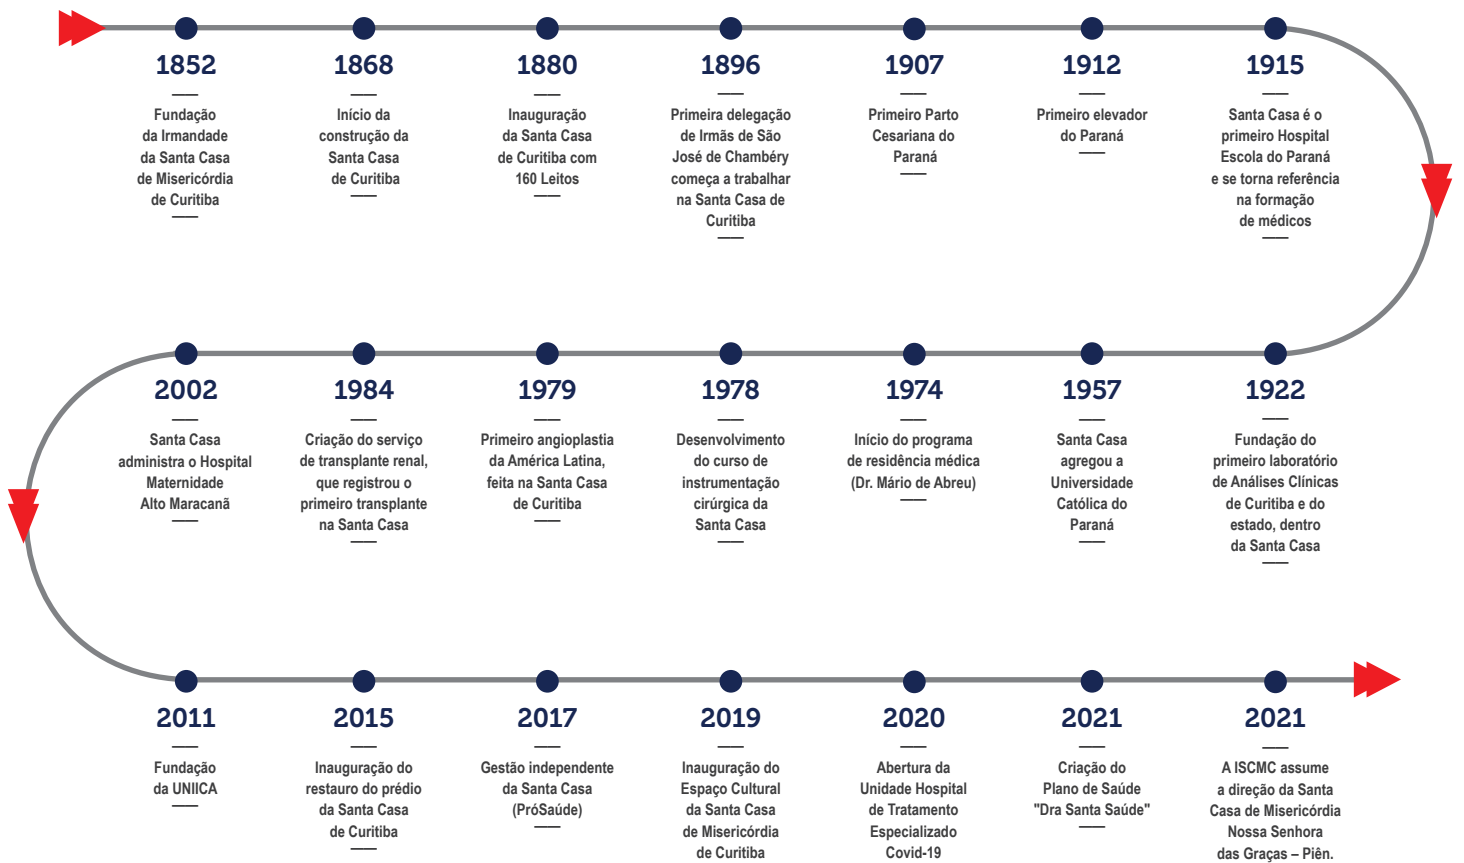 1852
Fundação
da Irmandade
da Santa Casa
de Misericórdia
de Curitiba
1868
Início da
construção da
Santa Casa
de Curitiba
1880
Inauguração
da Santa Casa
de Curitiba com
160 Leitos
1896
Primeira delegação
de Irmãs de São
José de Chambéry
começa a trabalhar
na Santa Casa de
Curitiba
1907
Primeiro Parto
Cesariana do
Paraná
1912
Primeiro elevador
do Paraná
1915
Santa Casa é o
primeiro Hospital
Escola do Paraná
e se torna referência
na formação
de médicos
1922
Fundação do
primeiro laboratório
de Análises Clínicas
de Curitiba e do
estado, dentro
da Santa Casa
1957
Santa Casa
agregou a
Universidade
Católica do
Paraná
1974
Início do programa
de residência médica
(Dr. Mário de Abreu)
1978
Desenvolvimento
do curso de
instrumentação
cirúrgica da
Santa Casa
1979
Primeiro angioplastia
da América Latina,
feita na Santa Casa
de Curitiba
1984
Criação do serviço
de transplante renal,
que registrou o
primeiro transplante
na Santa Casa
2002
Santa Casa
administra o Hospital
Maternidade
Alto Maracanã
2011
Fundação
da UNIICA
2015
Inauguração do
restauro do prédio
da Santa Casa
de Curitiba
2017
Gestão independente
da Santa Casa
(PróSaúde)
2019
Inauguração do
Espaço Cultural
da Santa Casa
de Misericórdia
de Curitiba
2020
Abertura da
Unidade Hospital
de Tratamento
Especializado
Covid-19
2021
Criação do
Plano de Saúde
"Dra Santa Saúde"
2021
A ISCMC assume
a direção da Santa
Casa de Misericórdia
Nossa Senhora
das Graças – Piên.